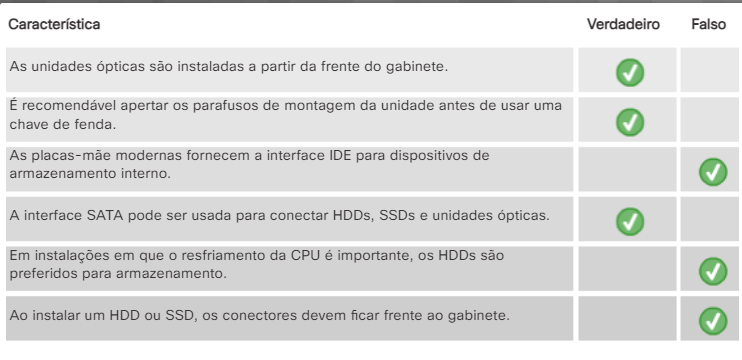 Característica Verdadeiro Falso
As unidades ópticas são instaladas a partir da frente do gabinete.
É recomendável apertar os parafusos de montagem da unidade antes de usar uma
chave de fenda.
As placas-mãe modernas fornecem a interface IDE para dispositivos de
armazenamento interno.
A interface SATA pode ser usada para conectar HDDs, SSDs e unidades ópticas.
Em instalações em que o resfriamento da CPU é importante, os HDDs são
preferidos para armazenamento.
Ao instalar um HDD ou SSD, os conectores devem ficar frente ao gabinete.